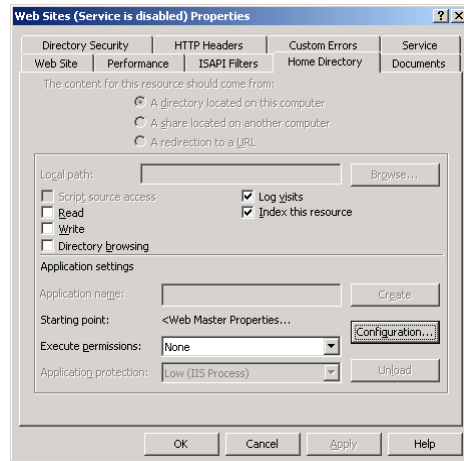 Web Sites (Service is disabled) Properties
Directory Security HTTP Headers Custom Errors Service
Web Site Performance ISAPI Filters Home Directory Documents
The content for this resource should come from:
A directory located on this computer
A share located on another computer
A redirection to a URL
Local path: Browse...
Script source access Log visits
Read Index this resource
Write
Directory browsing
Application settings
Application name: Create
Starting point: <Web Master Properties...
Configuration...
Execute permissions: None
Application protection: Low (IIS Process) Unload
OK Cancel Apply Help